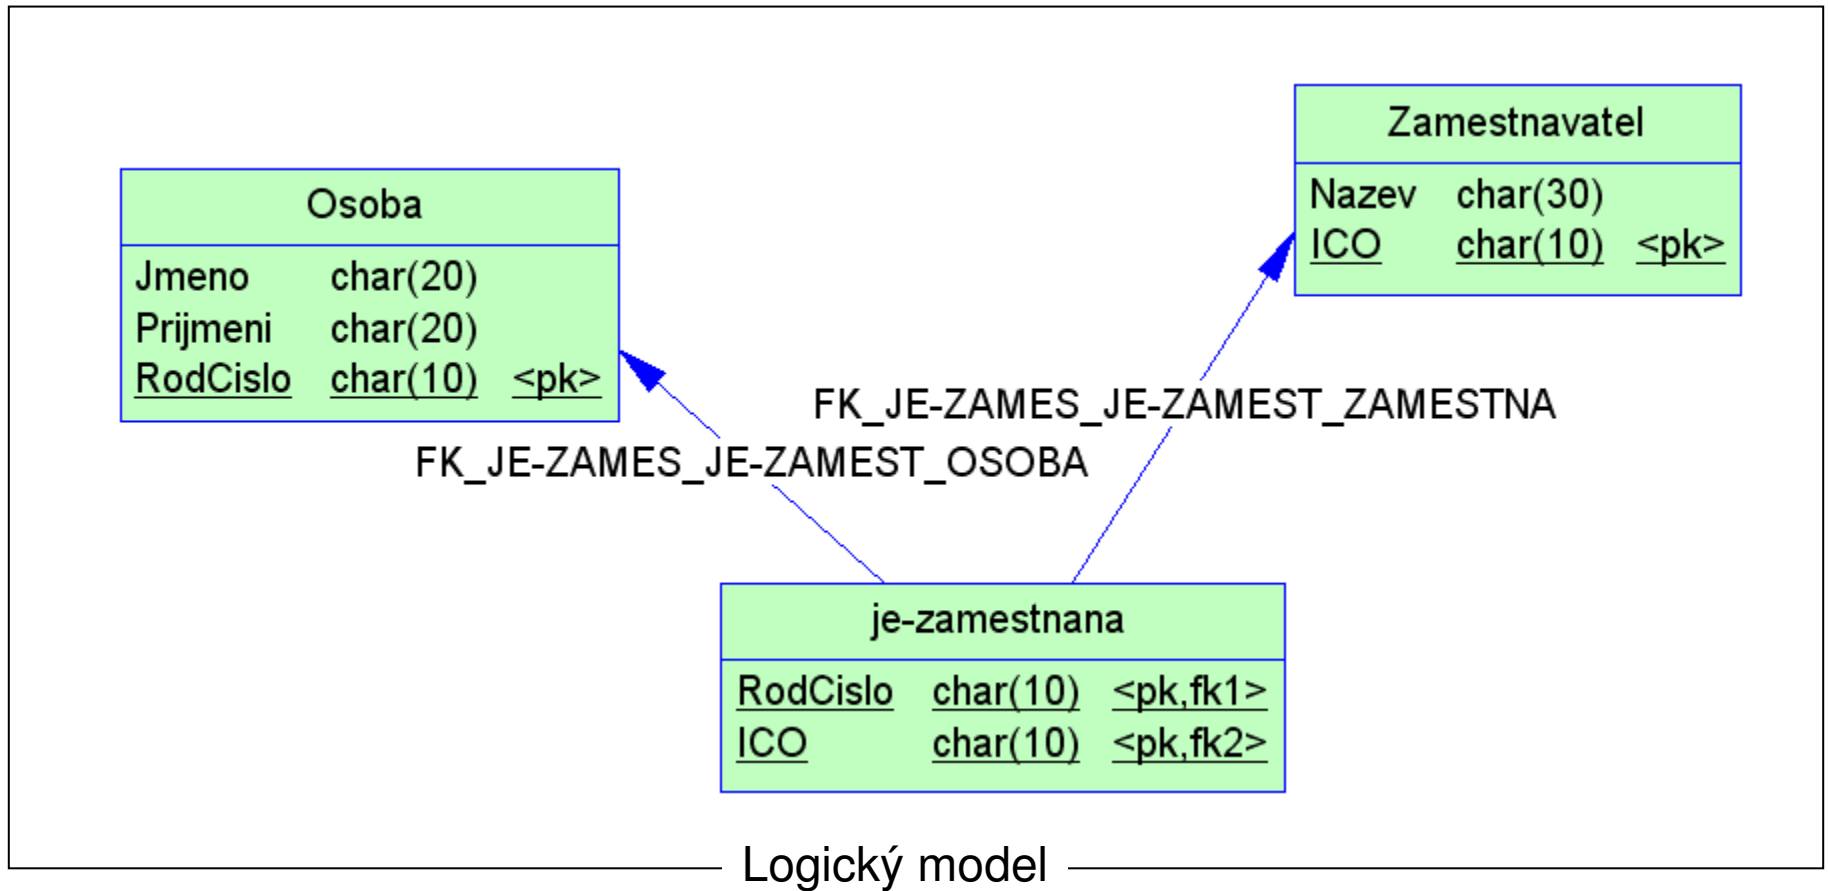 Osoba
Jmeno char(20)
Prijmeni char(20)
RodCislo char(10) <pk>
Zamestnavatel
Nazev char(30)
ICO char(10) <pk>
FK_JE-ZAMES_JE-ZAMEST_ZAMESTNA
FK_JE-ZAMES_JE-ZAMEST_OSOBA
je-zamestnana
RodCislo char(10) <pk,fk1>
ICO char(10) <pk,fk2>
Logický model